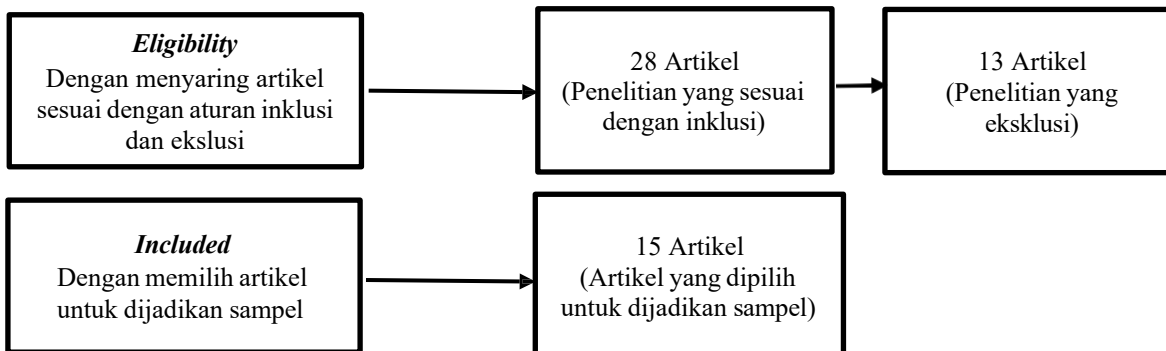 Eligibility
Dengan menyaring artikel
sesuai dengan aturan inklusi
dan ekslusi
28 Artikel
(Penelitian yang sesuai
dengan inklusi)
13 Artikel
(Penelitian yang
eksklusi)
Included
Dengan memilih artikel
untuk dijadikan sampel
15 Artikel
(Artikel yang dipilih
untuk dijadikan sampel)